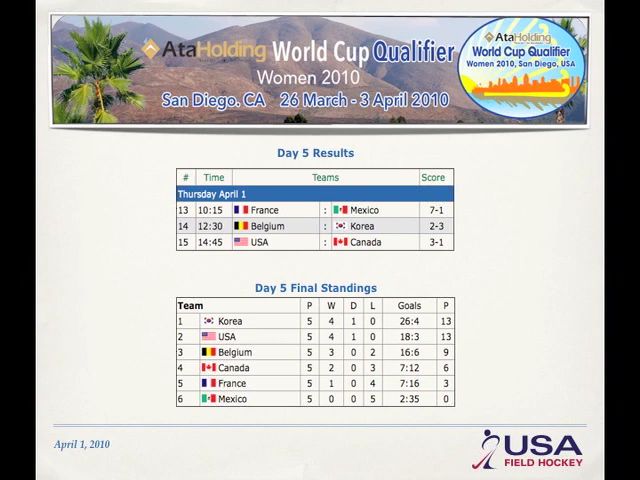 AtaHolding World Cup Qualifier
Women 2010
San Diego, CA 26 March - 3 April 2010
AtaHolding
World Cup Qualifier
Women 2010, San Diego, USA
Day 5 Results
# Time Teams Score
Thursday April 1
13 10:15 France : Mexico 7-1
14 12:30 Belgium : Korea 2-3
15 14:45 USA : Canada 3-1
Day 5 Final Standings
Team P W D L Goals P
1 Korea 5 4 1 0 26:4 13
2 USA 5 4 1 0 18:3 13
3 Belgium 5 3 0 2 16:6 9
4 Canada 5 2 0 3 7:12 6
5 France 5 1 0 4 7:16 3
6 Mexico 5 0 0 5 2:35 0
April 1, 2010
USA
FIELD HOCKEY